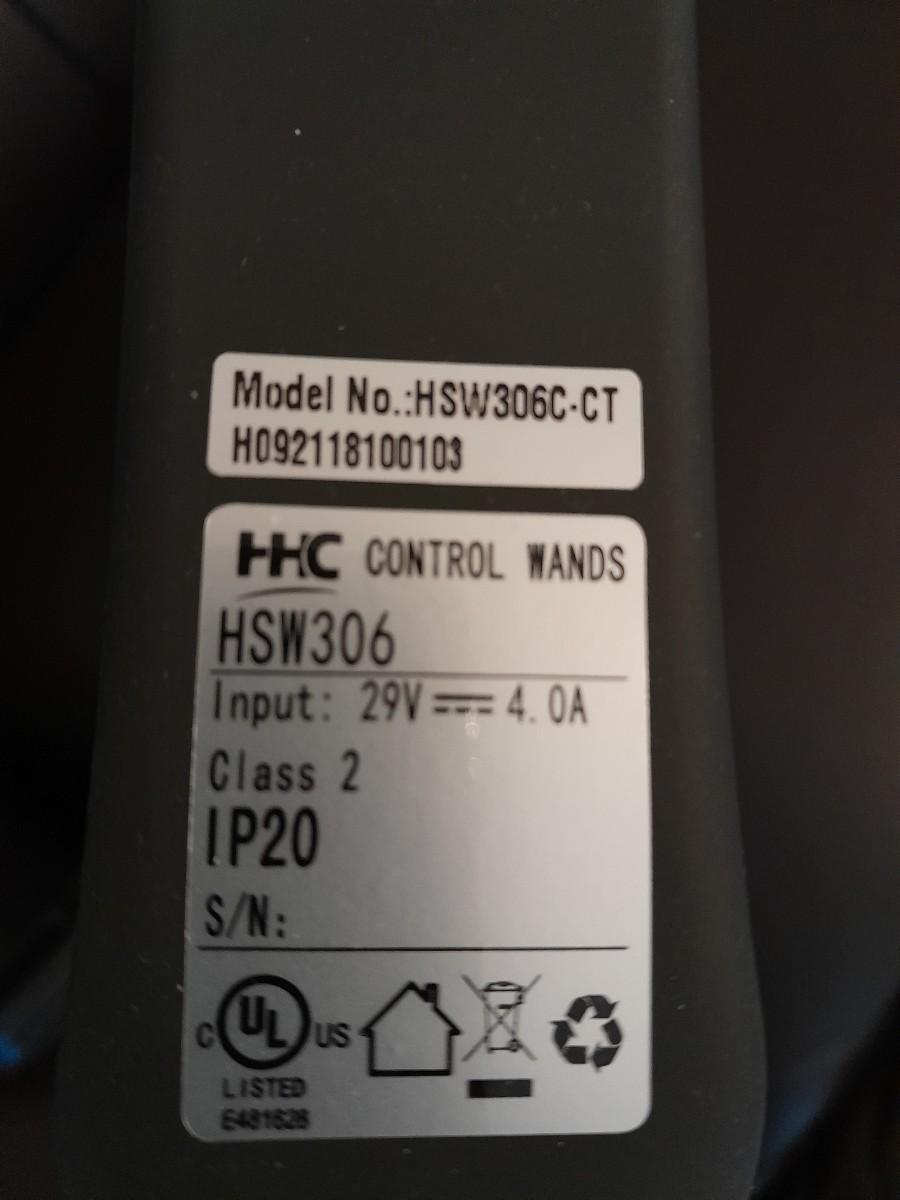 Model No.:HSW306C-CT
H092118100103
HHC CONTROL WANDS
HSW306
Input: 29V⎓4.0A
Class 2
IP20
S/N:
C UL US
LISTED
E481628